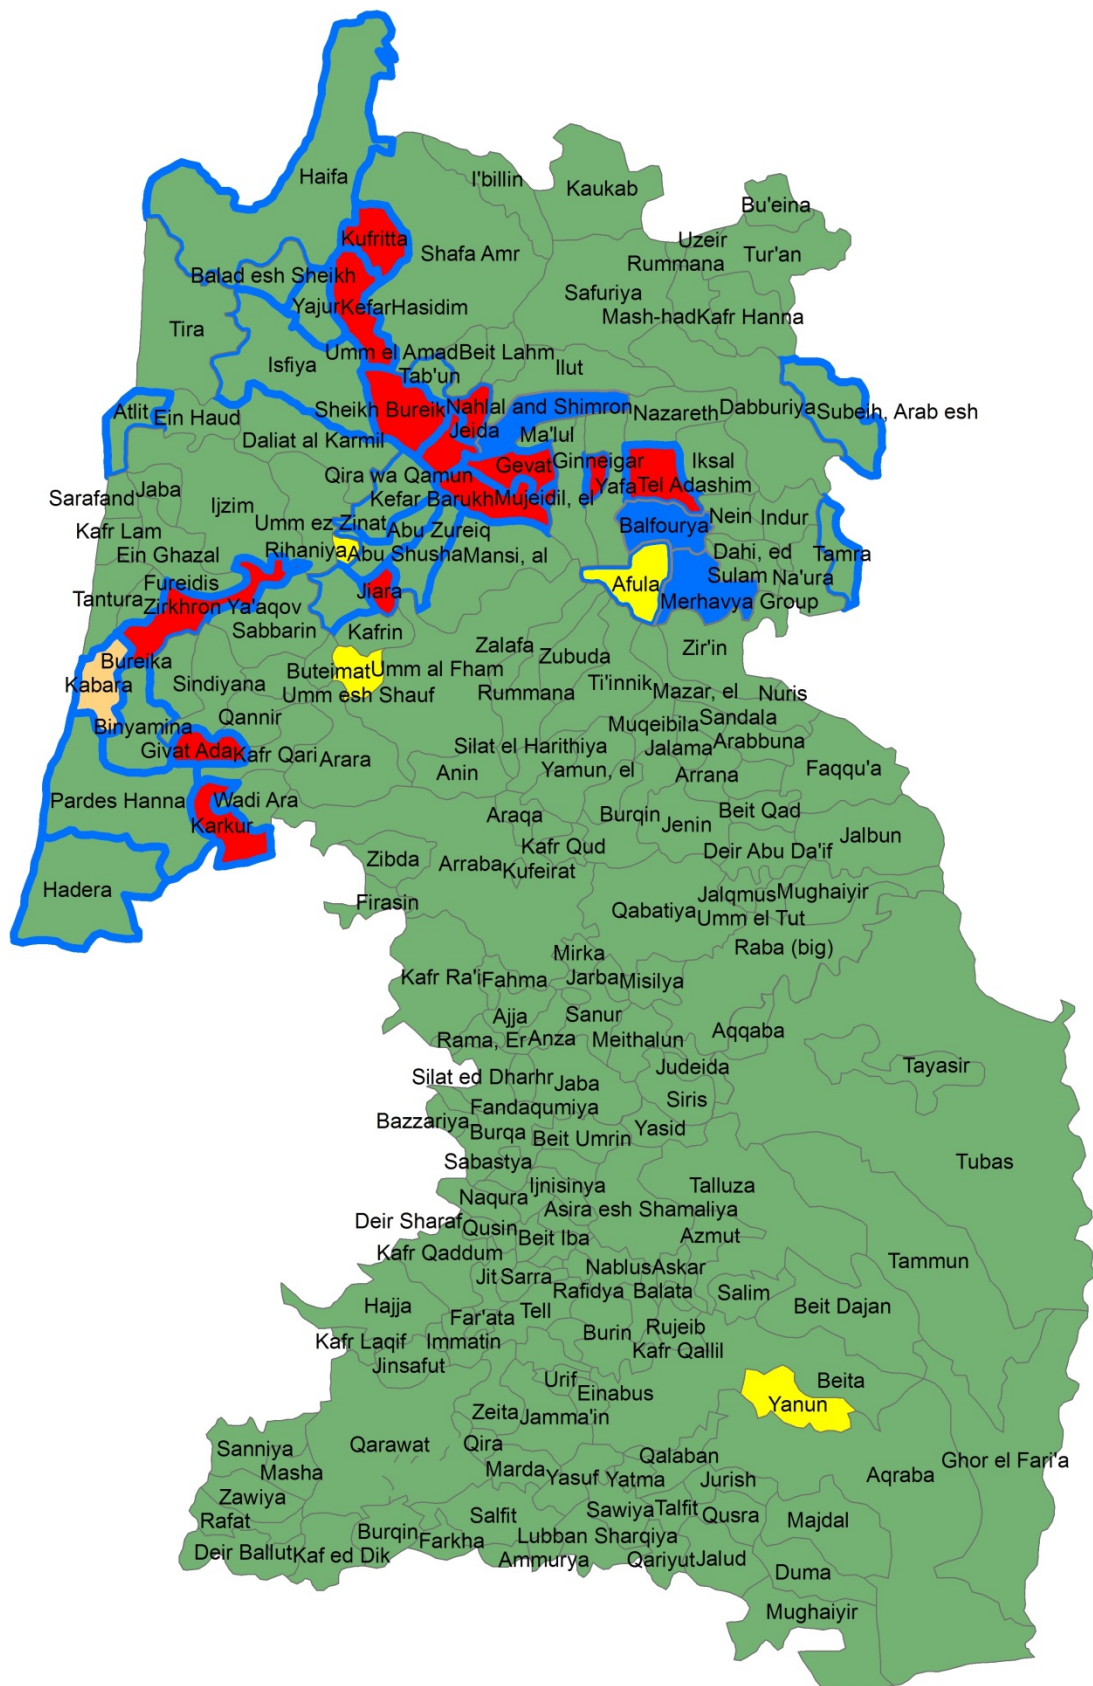 Haifa
I'billin
Kaukab
Bu'eina
Kufritta
Shafa Amr
Uzeir
Rummana
Tur'an
Balad esh Sheikh
Safuriya
Yajur
Kefar Hasidim
Mash-had
Kafr Hanna
Tira
Isfiya
Umm el Amad
Beit Lahm
Ilut
Tab'un
Atlit
Ein Haud
Sheikh Bureik
Nahlal and Shimron
Nazareth
Dabburiya
Subeih, Arab esh
Daliat al Karmil
Jeida
Ma'lul
Qira wa Qamun
Gevat
Ginneigar
Iksal
Sarafand
Jaba
Ijzim
Kefar Barukh
Mujeidil, el
Yafa
Tel Adashim
Kafr Lam
Umm ez Zinat
Abu Zureiq
Balfourya
Nein
Indur
Ein Ghazal
Rihaniya
Abu Shusha
Mansi, al
Dahi, ed
Tamra
Fureidis
Jiara
Afula
Sulam
Na'ura
Tantura
Zirkhron Ya'aqov
Merhavya Group
Sabbarin
Kafrin
Zalafa
Zubuda
Zir'in
Bureika
Buteimat
Umm al Fham
Kabara
Sindiyana
Umm esh Shauf
Rummana
Ti'innik
Mazar, el
Nuris
Binyamina
Qannir
Muqeibila
Sandala
Givat Ada
Kafr Qari
Arara
Silat el Harithiya
Jalama
Arabbuna
Anin
Yamun, el
Arrana
Faqqu'a
Pardes Hanna
Wadi Ara
Karkur
Araqa
Burqin
Jenin
Beit Qad
Jalbun
Zibda
Arraba
Kafr Qud
Kufeirat
Deir Abu Da'if
Hadera
Firasin
Qabatiya
Jalqmus
Mughaiyir
Umm el Tut
Raba (big)
Mirka
Kafr Ra'i
Fahma
Jarba
Misilya
Ajja
Sanur
Rama, Er
Anza
Meithalun
Aqqaba
Silat ed Dharhr
Jaba
Judeida
Tayasir
Fandaqumiya
Siris
Bazzariya
Burqa
Beit Umrin
Yasid
Sabastya
Tubas
Naqura
Ijnisinya
Talluza
Asira esh Shamaliya
Deir Sharaf
Qusin
Beit Iba
Azmut
Kafr Qaddum
Tammun
Jit
Sarra
Nablus
Askar
Rafidya
Balata
Salim
Beit Dajan
Hajja
Far'ata
Tell
Kafr Laqif
Immatin
Burin
Rujeib
Kafr Qallil
Jinsafut
Urif
Einabus
Beita
Yanun
Zeita
Jamma'in
Sanniya
Qarawat
Qira
Masha
Marda
Yasuf
Yatma
Qalaban
Jurish
Aqraba
Ghor el Fari'a
Zawiya
Rafat
Salfit
Sawiya
Talfit
Qusra
Majdal
Burqin
Farkha
Lubban Sharqiya
Deir Ballut
Kaf ed Dik
Ammurya
Qariyut
Jalud
Duma
Mughaiyir